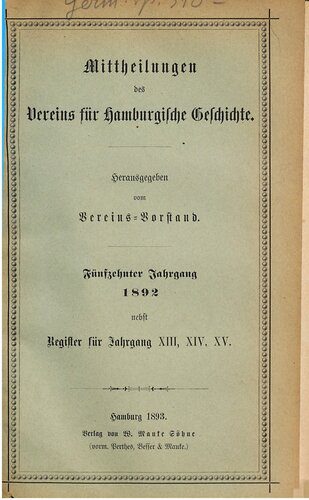 Mittheilungen
des
Vereins für Hamburgische Geschichte.
Herausgegeben
vom
Vereins-Vorstand.
Fünfzehnter Jahrgang
1892
nebst
Register für Jahrgang XIII, XIV, XV.
Hamburg 1893.
Verlag von W. Mauke Söhne
(vorm. Perthes, Besser & Mauke.)